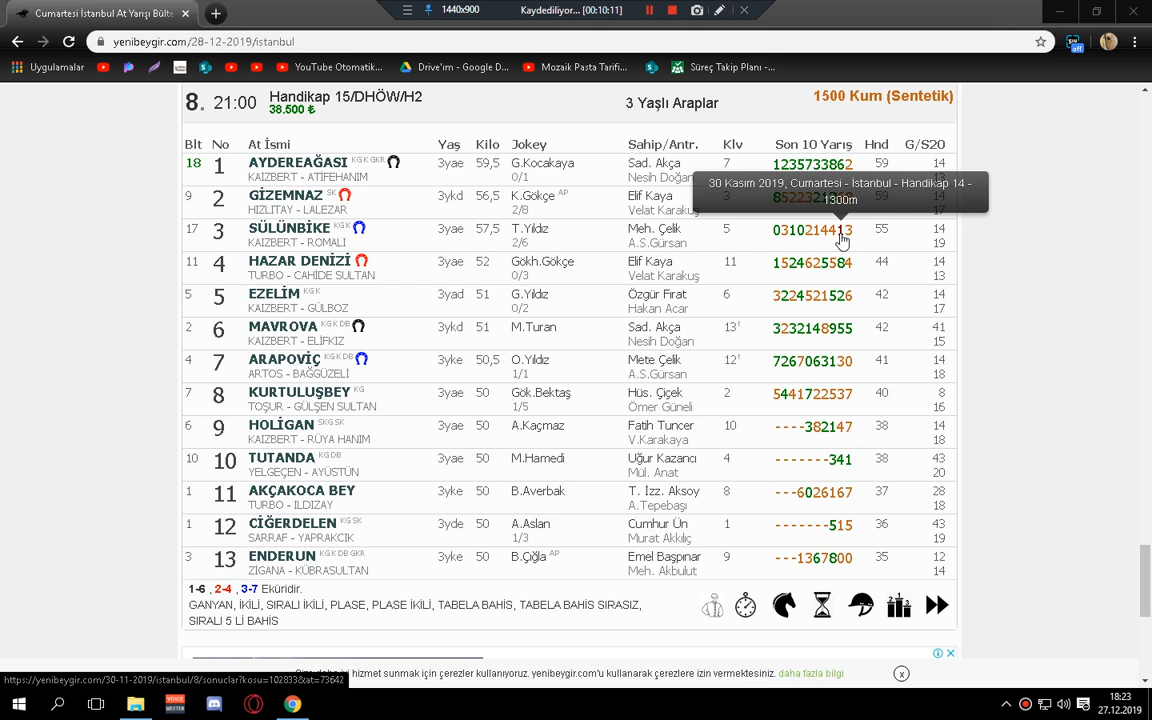 Cumartesi İstanbul At Yarışı Bülte
1440x900
Kaydediliyor... [00:10:11]
yenibeygir.com/28-12-2019/istanbul
off
Uygulamalar
YouTube Otomatik...
Drive'ım - Google D...
Mozaik Pasta Tarifi...
Süreç Takip Planı -...
8. 21:00 Handikap 15/DHÖW/H2 3 Yaşlı Araplar 1500 Kum (Sentetik)
38.500 ₺
Blt No At İsmi Yaş Kilo Jokey Sahip/Antr. Klv Son 10 Yarış Hnd G/S20
18 1 AYDEREAĞASI KGK GKR 3yae 59,5 G.Kocakaya Sad. Akça 7 1235733862 59 14
KAIZBERT - ATİFEHANIM 0/1 Nesih Doğan
30 Kasım 2019, Cumartesi - İstanbul - Handikap 14 -
1300m
9 2 GİZEMNAZ SK 3ykd 56,5 K.Gökçe AP Elif Kaya
HIZLITAY - LALEZAR 2/8 Velat Karakuş 17
17 3 SÜLÜNBİKE KGK 3yae 57,5 T.Yıldız Meh. Çelik 5 0310214413 55 14
KAIZBERT - ROMALI 2/6 A.S.Gürsan 19
11 4 HAZAR DENİZİ 3yae 52 Gökh.Gökçe Elif Kaya 11 1524625584 44 14
TURBO - CAHİDE SULTAN 0/3 Velat Karakuş 13
5 5 EZELİM KGK 3yad 51 G.Yıldız Özgür Fırat 6 3224521526 42 14
KAIZBERT - GÜLBOZ 0/2 Hakan Acar 17
2 6 MAVROVA KGK DB 3ykd 51 M.Turan Sad. Akça 13! 3232148955 42 41
KAIZBERT - ELİFKIZ Nesih Doğan 15
4 7 ARAPOVİÇ KGK DB 3yke 50,5 O.Yıldız Mete Çelik 12! 7267063130 41 14
ARTOS - BAĞGÜZELİ 1/1 A.S.Gürsan 18
7 8 KURTULUŞBEY KG 3yae 50 Gök.Bektaş Hüs. Çiçek 2 5441722537 40 8
TOŞUR - GÜLŞEN SULTAN 1/5 Ömer Güneli 16
6 9 HOLİGAN SKG SK 3yae 50 A.Kaçmaz Fatih Tuncer 10 ----382147 38 14
KAIZBERT - RÜYA HANIM V.Karakaya 18
10 10 TUTANDA KG DB 3yae 50 M.Hamedi Uğur Kazancı 4 -------341 38 43
YELGEÇEN - AYÜSTÜN Mül. Anat 20
1 11 AKÇAKOCA BEY 3yke 50 B.Averbak T. İzz. Aksoy 8 ---6026167 37 28
TURBO - ILDIZAY A.Tepebaşı 18
1 12 CİĞERDELEN KG SK 3yde 50 A.Aslan Cumhur Ün 1 -------515 36 43
SARRAF - YAPRAKCIK 1/3 Murat Akkılıç 19
3 13 ENDERUN KGK DB GKR 3yke 50 B.Çığla AP Emel Başpınar 9 ---1367800 35 12
ZİGANA - KÜBRASULTAN Meh. Akbulut 14
1-6 , 2-4 , 3-7 Eküridir.
GANYAN, İKİLİ, SIRALI İKİLİ, PLASE, PLASE İKİLİ, TABELA BAHİS, TABELA BAHİS SIRASIZ,
SIRALI 5 Lİ BAHİS
hizmet sunmak için çerezler kullanıyoruz. yenibeygir.com'u kullanarak çerezlere izin vermektesiniz. daha fazla bilgi
https://yenibeygir.com/30-11-2019/istanbul/8/sonuclar?kosu=102833&at=73642
VOICE
18:23
27.12.2019